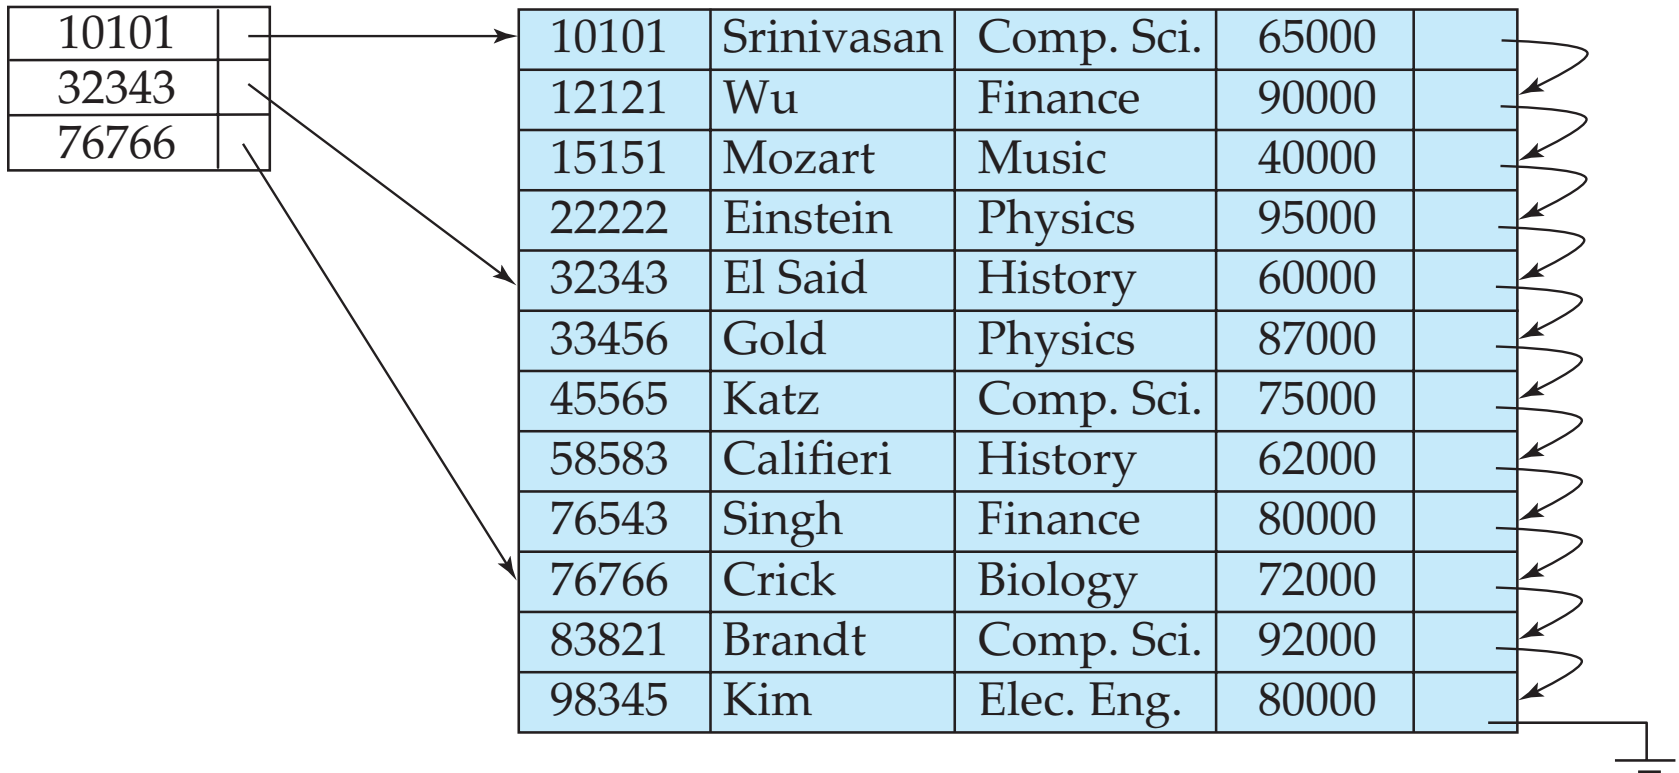 10101
32343
76766
10101 Srinivasan Comp. Sci. 65000
12121 Wu Finance 90000
15151 Mozart Music 40000
22222 Einstein Physics 95000
32343 El Said History 60000
33456 Gold Physics 87000
45565 Katz Comp. Sci. 75000
58583 Califieri History 62000
76543 Singh Finance 80000
76766 Crick Biology 72000
83821 Brandt Comp. Sci. 92000
98345 Kim Elec. Eng. 80000